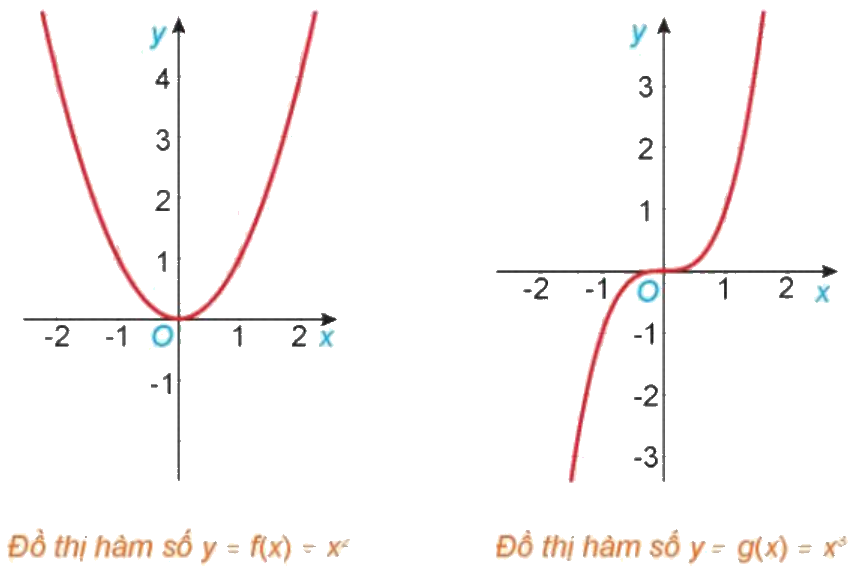 y
4
3
2
1
-2 -1 O 1 2 x
-1
y
3
2
1
-2 -1 O 1 2 x
-1
-2
-3
Đồ thị hàm số y = f(x) = x²
Đồ thị hàm số y = g(x) = x³